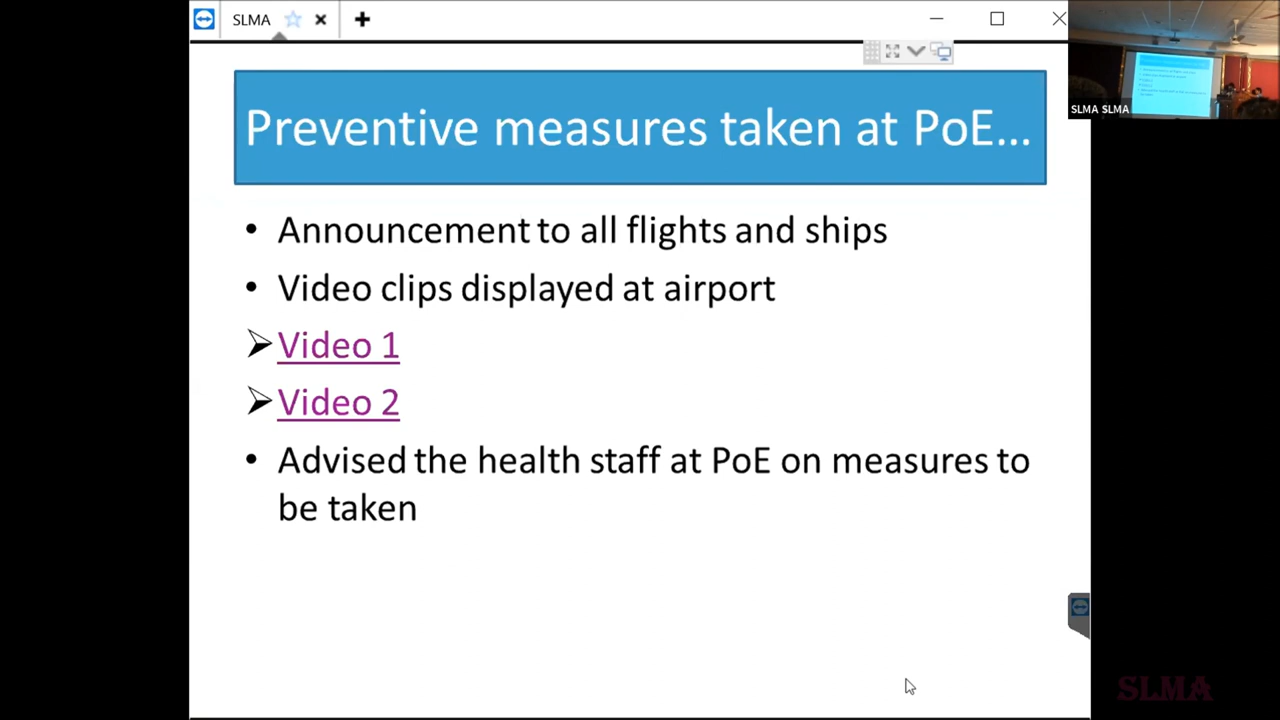 SLMA
Preventive measures taken at PoE...
SLMA SLMA
• Announcement to all flights and ships
• Video clips displayed at airport
➢ Video 1
➢ Video 2
• Advised the health staff at PoE on measures to
be taken
SLMA